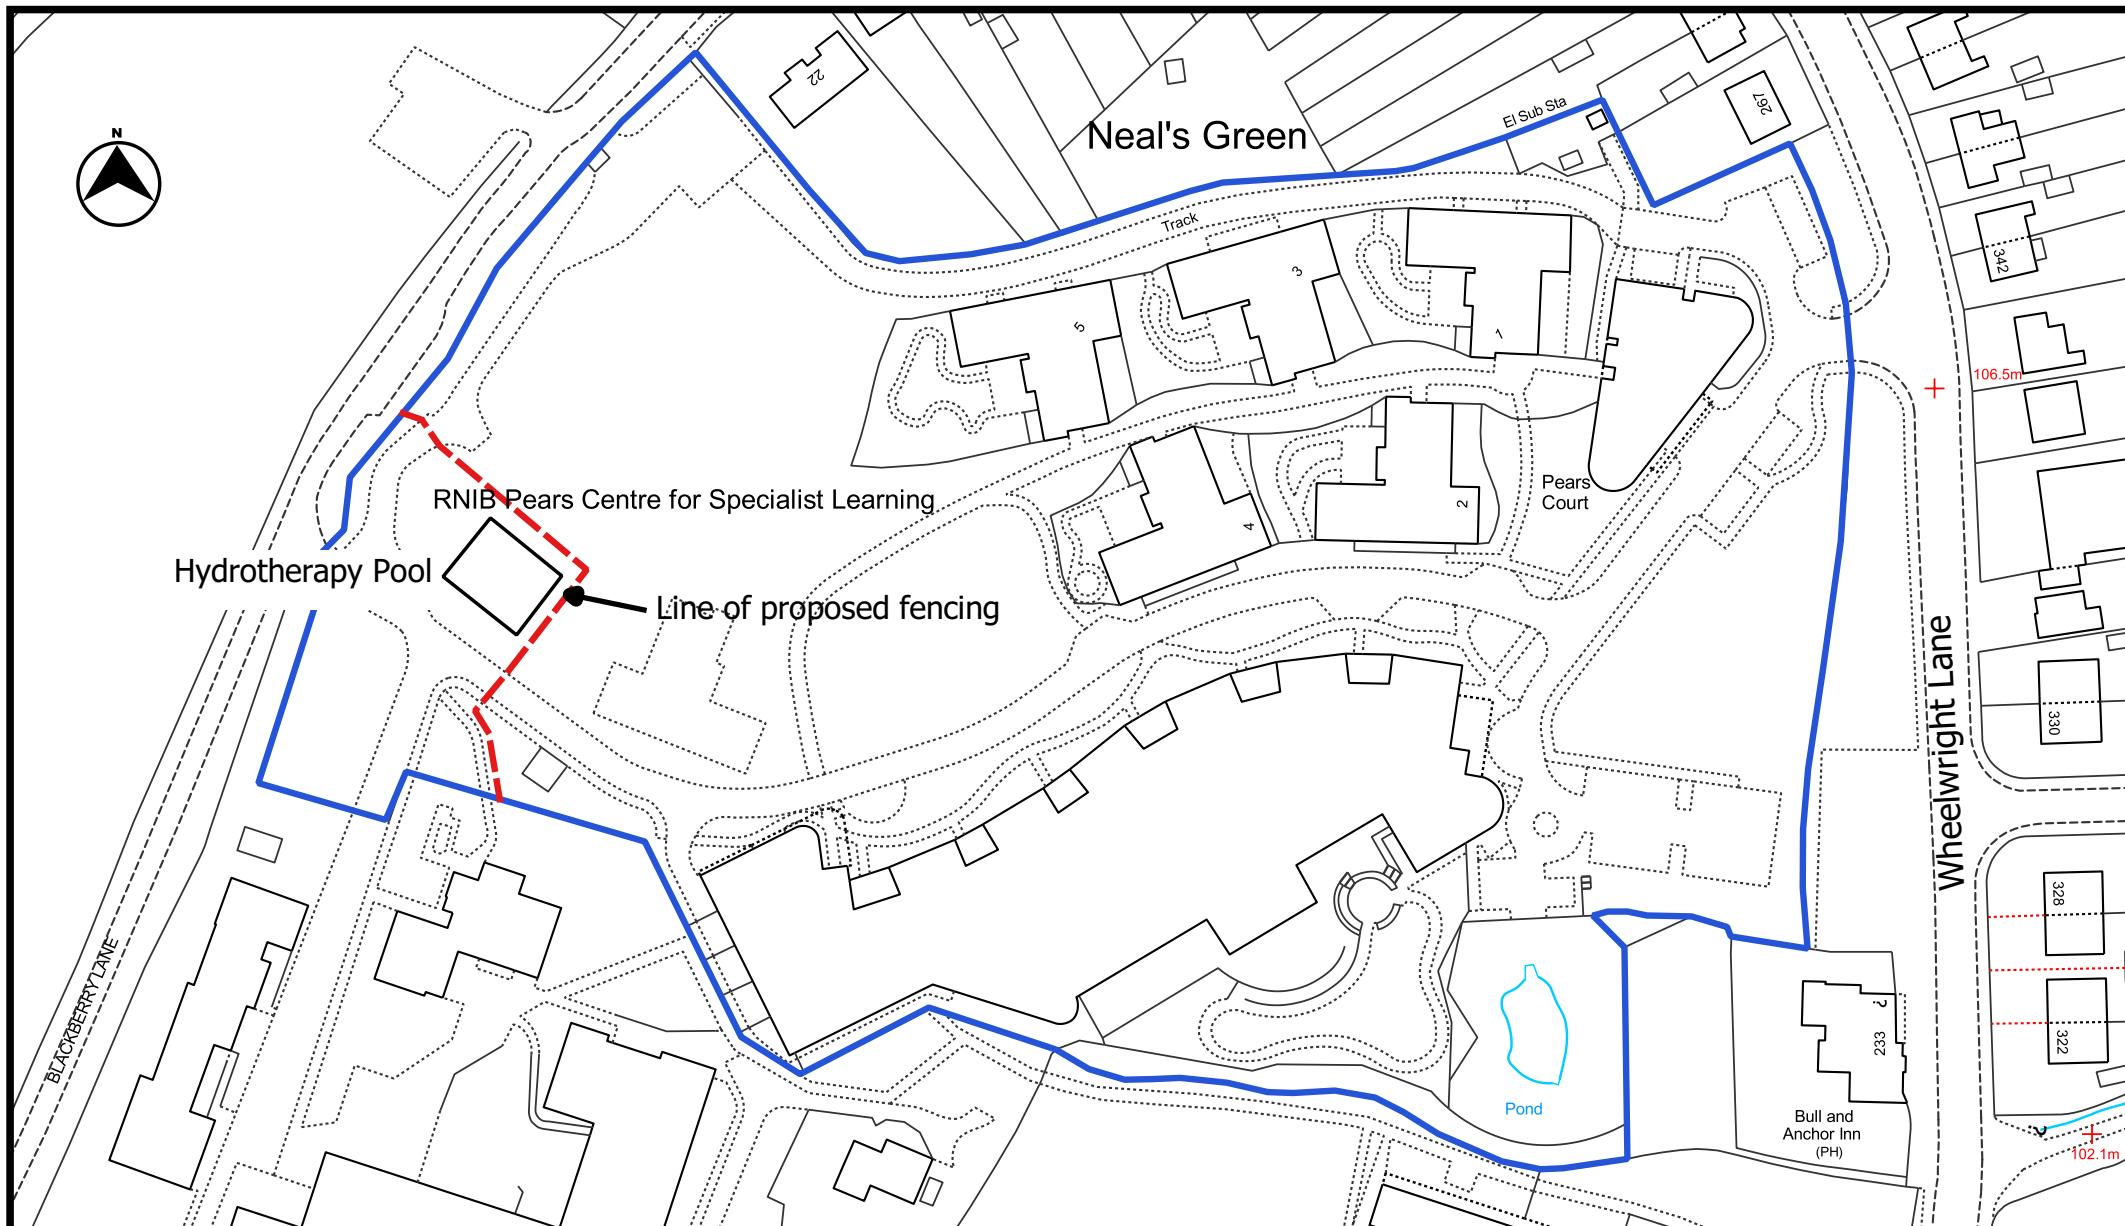 N
22
Neal's Green
El Sub Sta
267
Track
342
3
5
1
106.5m
RNIB Pears Centre for Specialist Learning
Pears
Court
2
4
Hydrotherapy Pool
Line of proposed fencing
Wheelwright Lane
330
328
322
BLACKBERRY LANE
233
Pond
Bull and
Anchor Inn
(PH)
102.1m